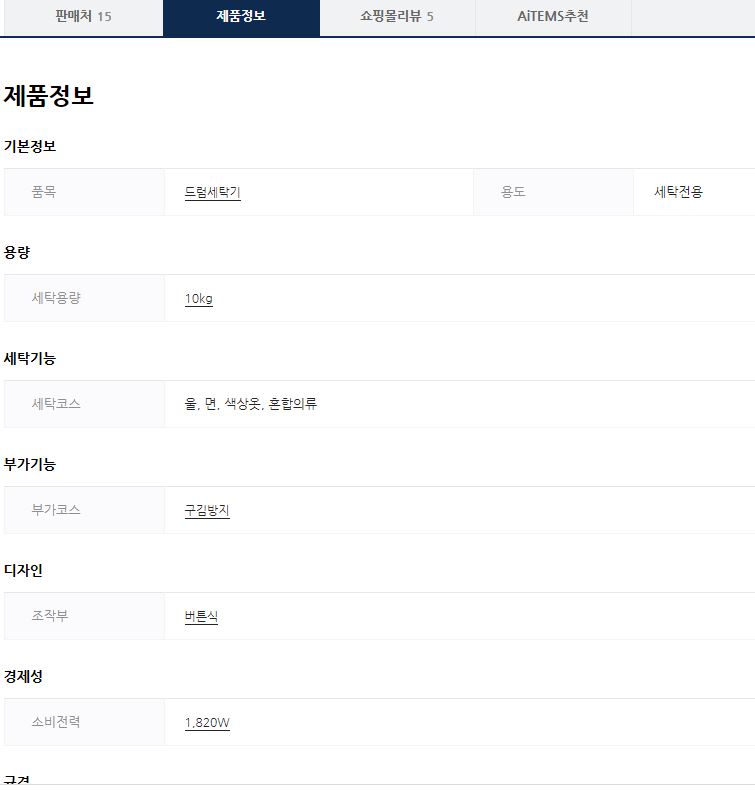 판매처 15 제품정보 쇼핑몰리뷰 5 AiTEMS추천
제품정보
기본정보
품목 드럼세탁기 용도 세탁전용
용량
세탁용량 10kg
세탁기능
세탁코스 울, 면, 색상옷, 혼합의류
부가기능
부가코스 구김방지
디자인
조작부 버튼식
경제성
소비전력 1,820W
규격